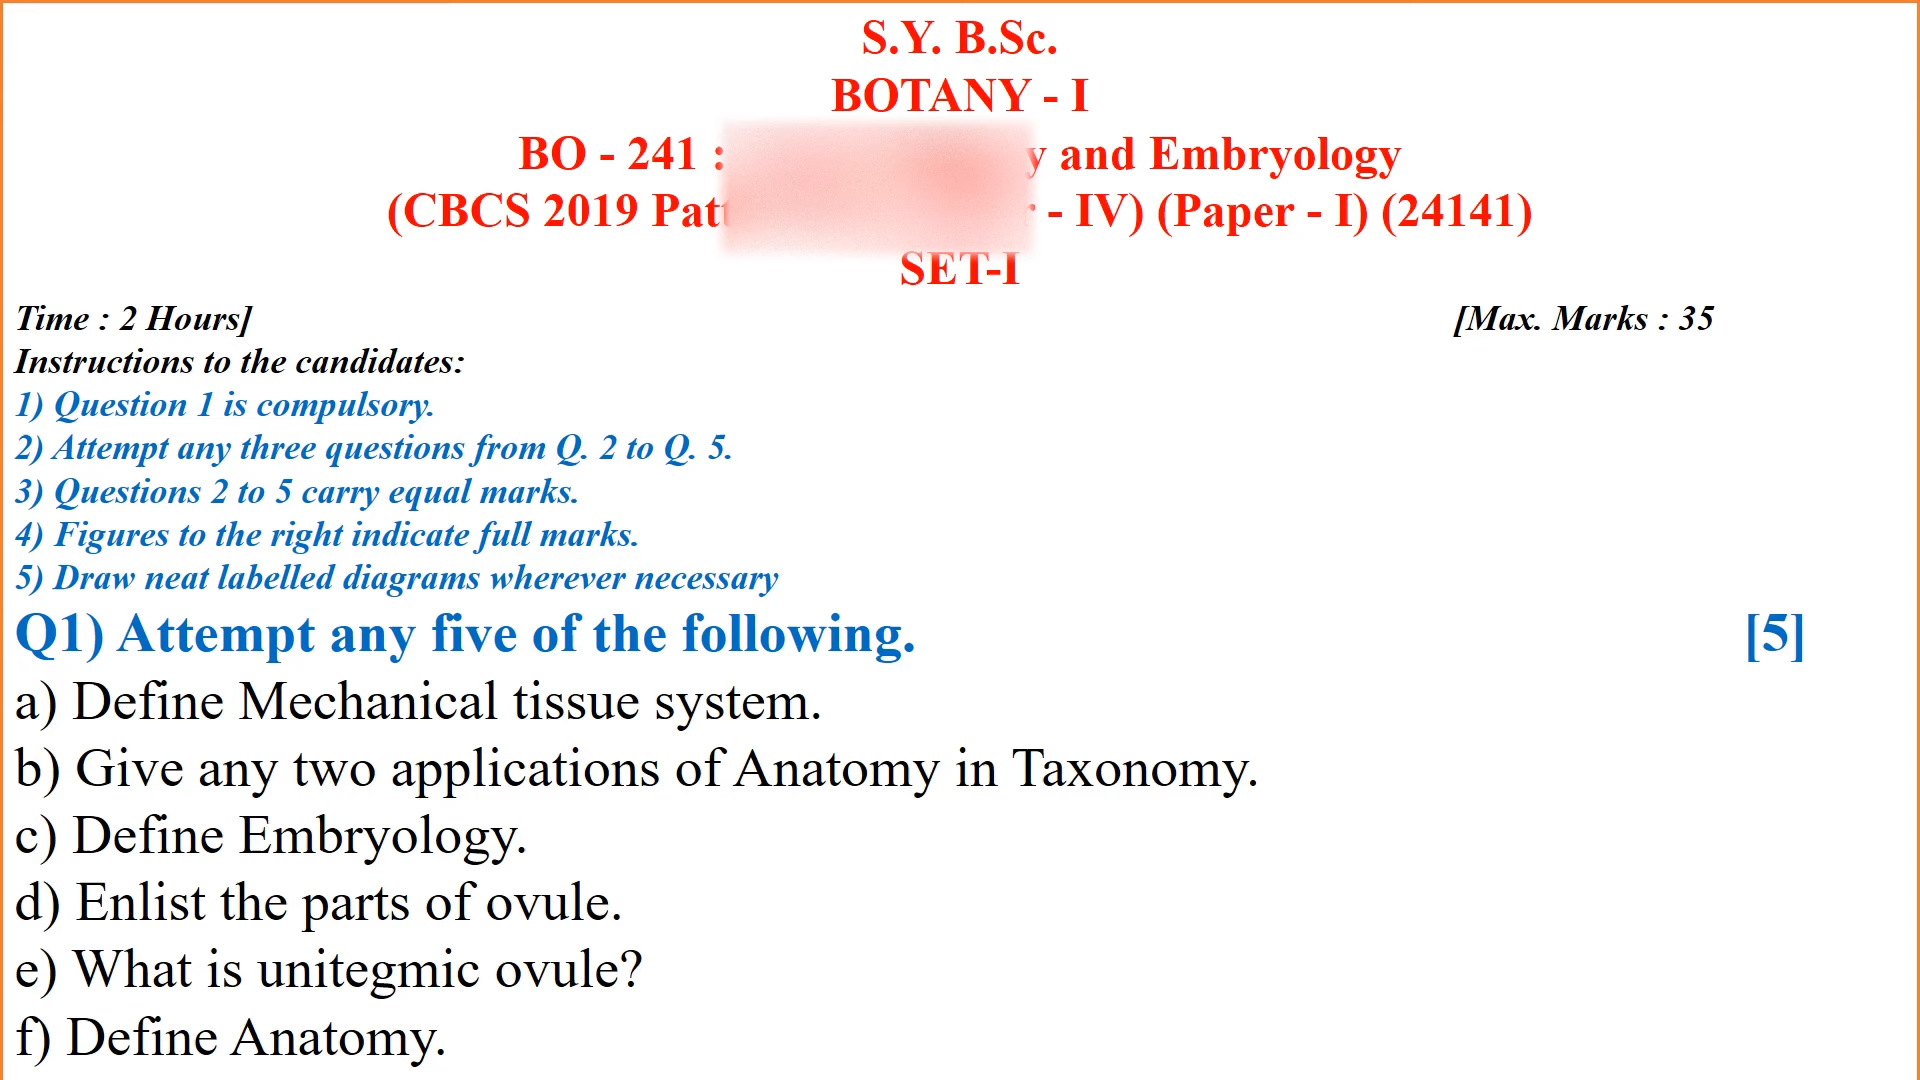 S.Y. B.Sc.
BOTANY - I
BO - 241 : and Embryology
(CBCS 2019 - IV) (Paper - I) (24141)
SET-I
Time : 2 Hours] [Max. Marks : 35
Instructions to the candidates:
1) Question 1 is compulsory.
2) Attempt any three questions from Q. 2 to Q. 5.
3) Questions 2 to 5 carry equal marks.
4) Figures to the right indicate full marks.
5) Draw neat labelled diagrams wherever necessary
Q1) Attempt any five of the following. [5]
a) Define Mechanical tissue system.
b) Give any two applications of Anatomy in Taxonomy.
c) Define Embryology.
d) Enlist the parts of ovule.
e) What is unitegmic ovule?
f) Define Anatomy.